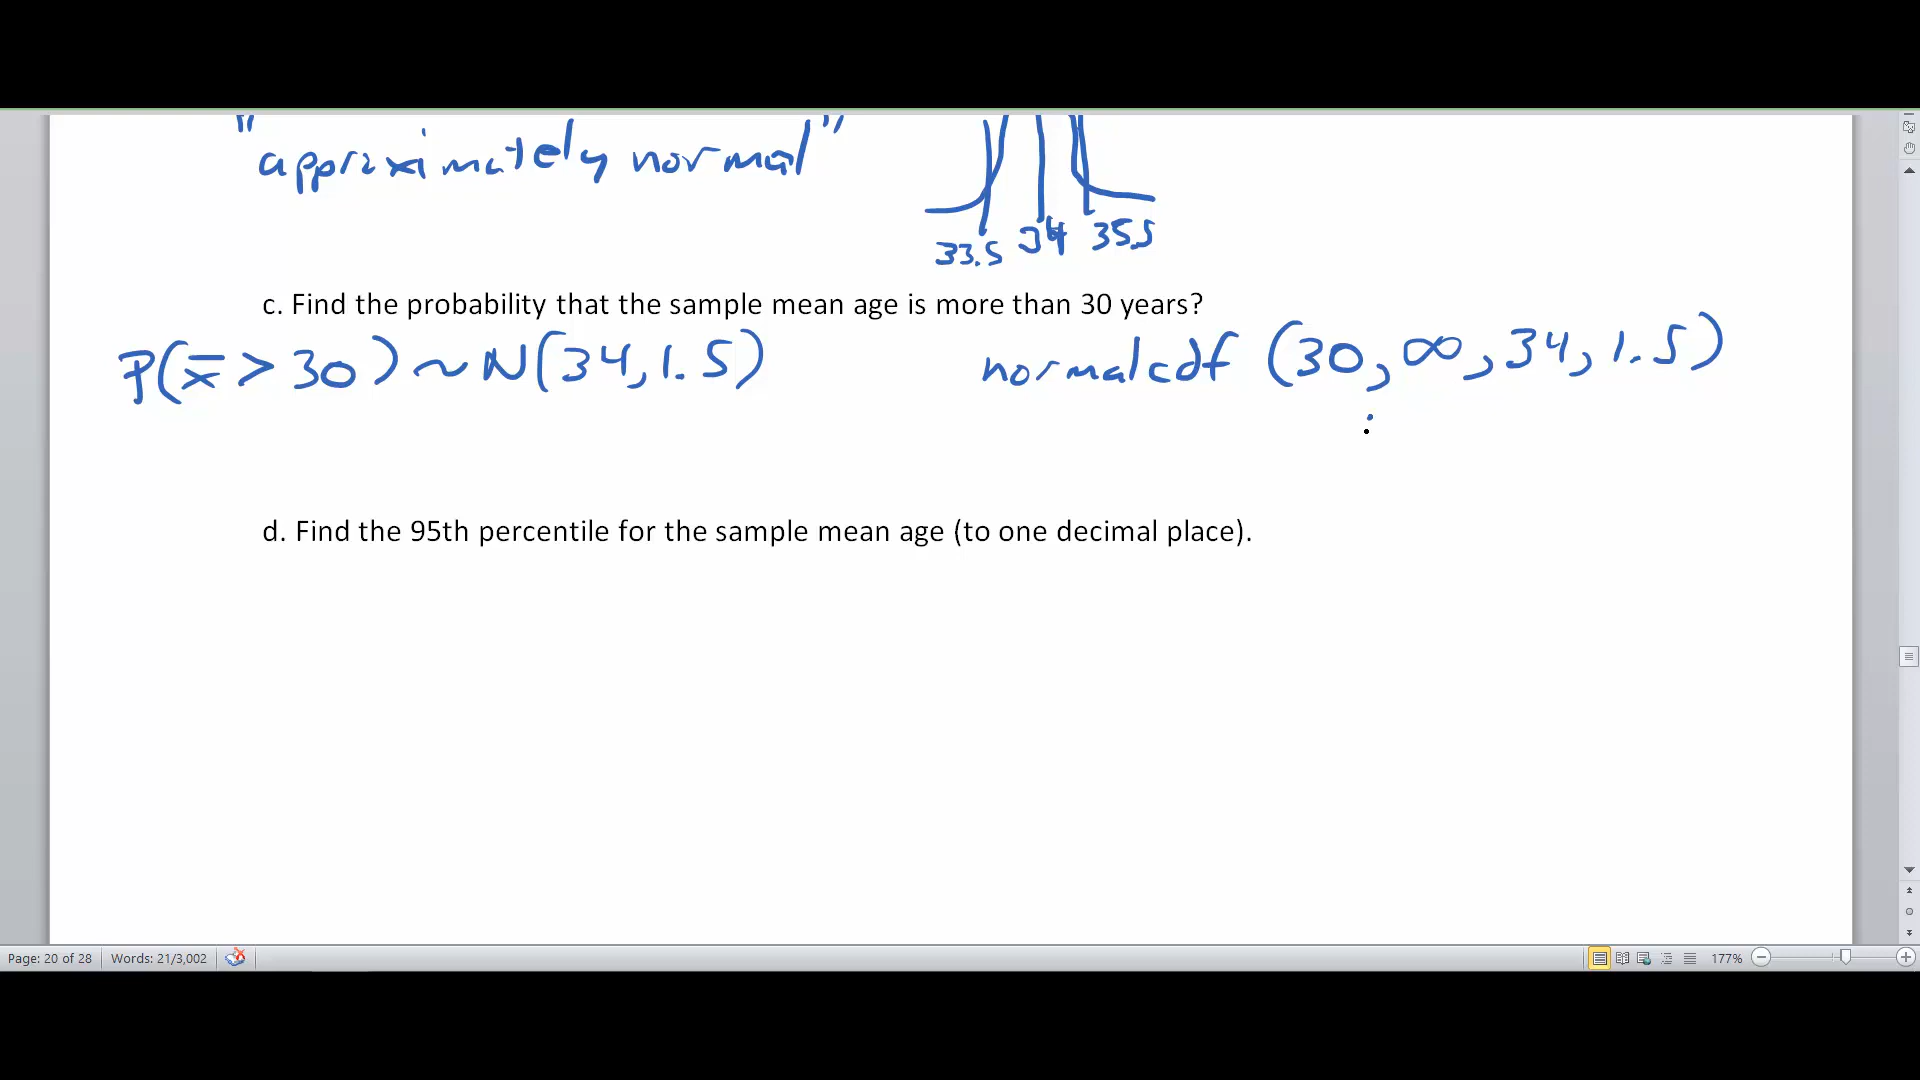 "approximately normal"
33.5 34 35.5
c. Find the probability that the sample mean age is more than 30 years?
P(x̄ > 30) ~ N(34, 1.5) normalcdf (30, ∞, 34, 1.5)
d. Find the 95th percentile for the sample mean age (to one decimal place).
Page: 20 of 28 Words: 21/3,002 177%